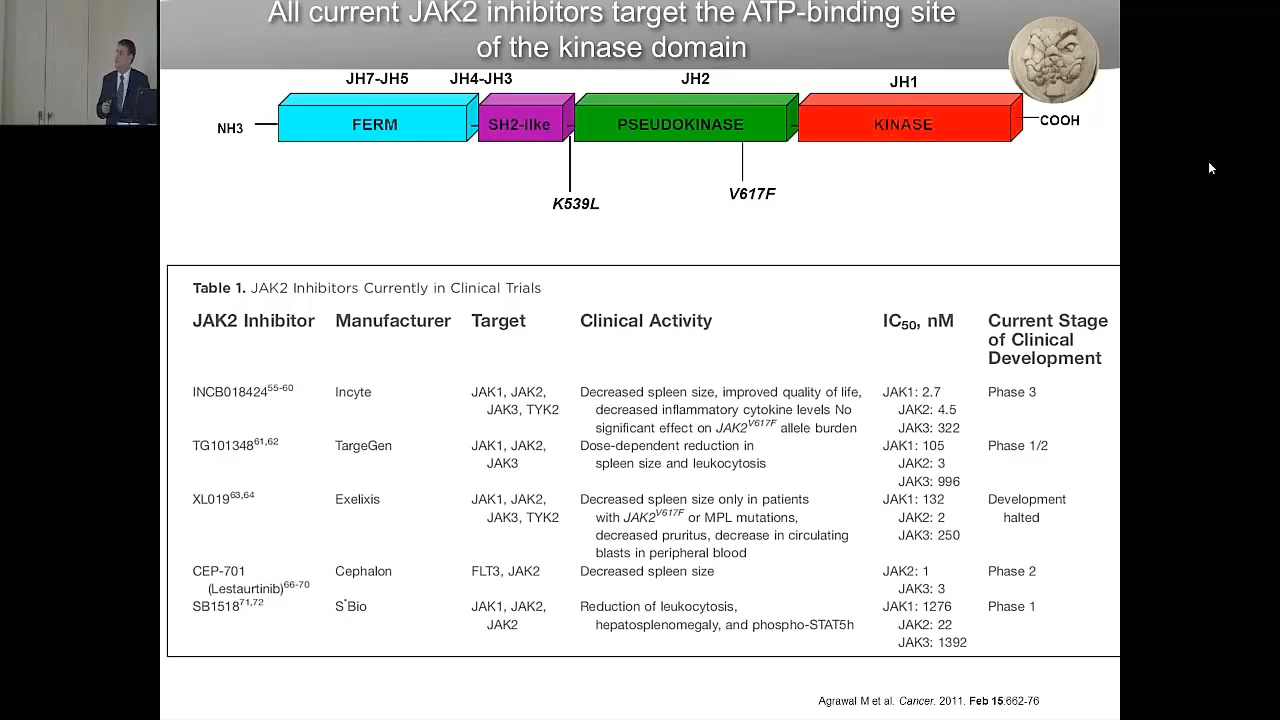 All current JAK2 inhibitors target the ATP-binding site
of the kinase domain
JH7-JH5 JH4-JH3 JH2 JH1
NH3 FERM SH2-like PSEUDOKINASE KINASE COOH
K539L V617F
Table 1. JAK2 Inhibitors Currently in Clinical Trials
JAK2 Inhibitor Manufacturer Target Clinical Activity IC50, nM Current Stage
of Clinical
Development
INCB018424 55-60 Incyte JAK1, JAK2, Decreased spleen size, improved quality of life, JAK1: 2.7 Phase 3
JAK3, TYK2 decreased inflammatory cytokine levels No JAK2: 4.5
significant effect on JAK2V617F allele burden JAK3: 322
TG101348 61,62 TargeGen JAK1, JAK2, Dose-dependent reduction in JAK1: 105 Phase 1/2
JAK3 spleen size and leukocytosis JAK2: 3
JAK3: 996
XL019 63,64 Exelixis JAK1, JAK2, Decreased spleen size only in patients JAK1: 132 Development
JAK3, TYK2 with JAK2V617F or MPL mutations, JAK2: 2 halted
decreased pruritus, decrease in circulating JAK3: 250
blasts in peripheral blood
CEP-701 Cephalon FLT3, JAK2 Decreased spleen size JAK2: 1 Phase 2
(Lestaurtinib)66-70 JAK3: 3
SB1518 71,72 S*Bio JAK1, JAK2, Reduction of leukocytosis, JAK1: 1276 Phase 1
JAK2 hepatosplenomegaly, and phospho-STAT5h JAK2: 22
JAK3: 1392
Agrawal M et al. Cancer. 2011. Feb 15:662-76